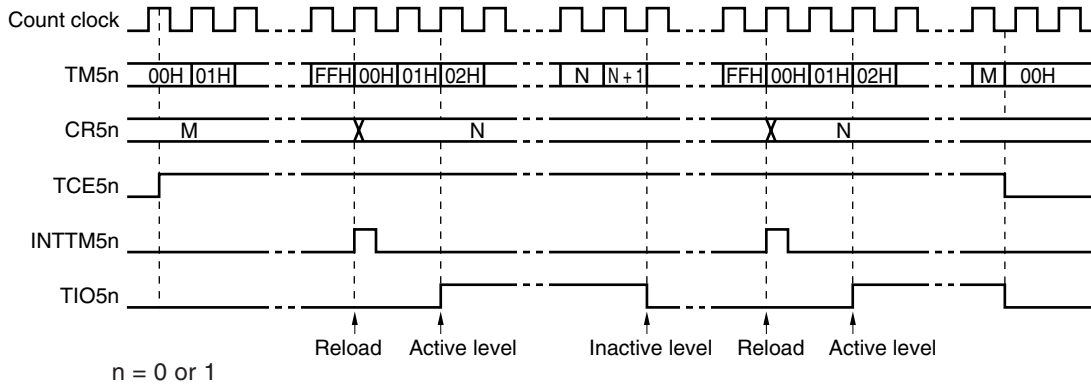 Count clock
TM5n 00H 01H FFH 00H 01H 02H N N + 1 FFH 00H 01H 02H M 00H
CR5n M N N
TCE5n
INTTM5n
TIO5n
Reload Active level Inactive level Reload Active level
n = 0 or 1